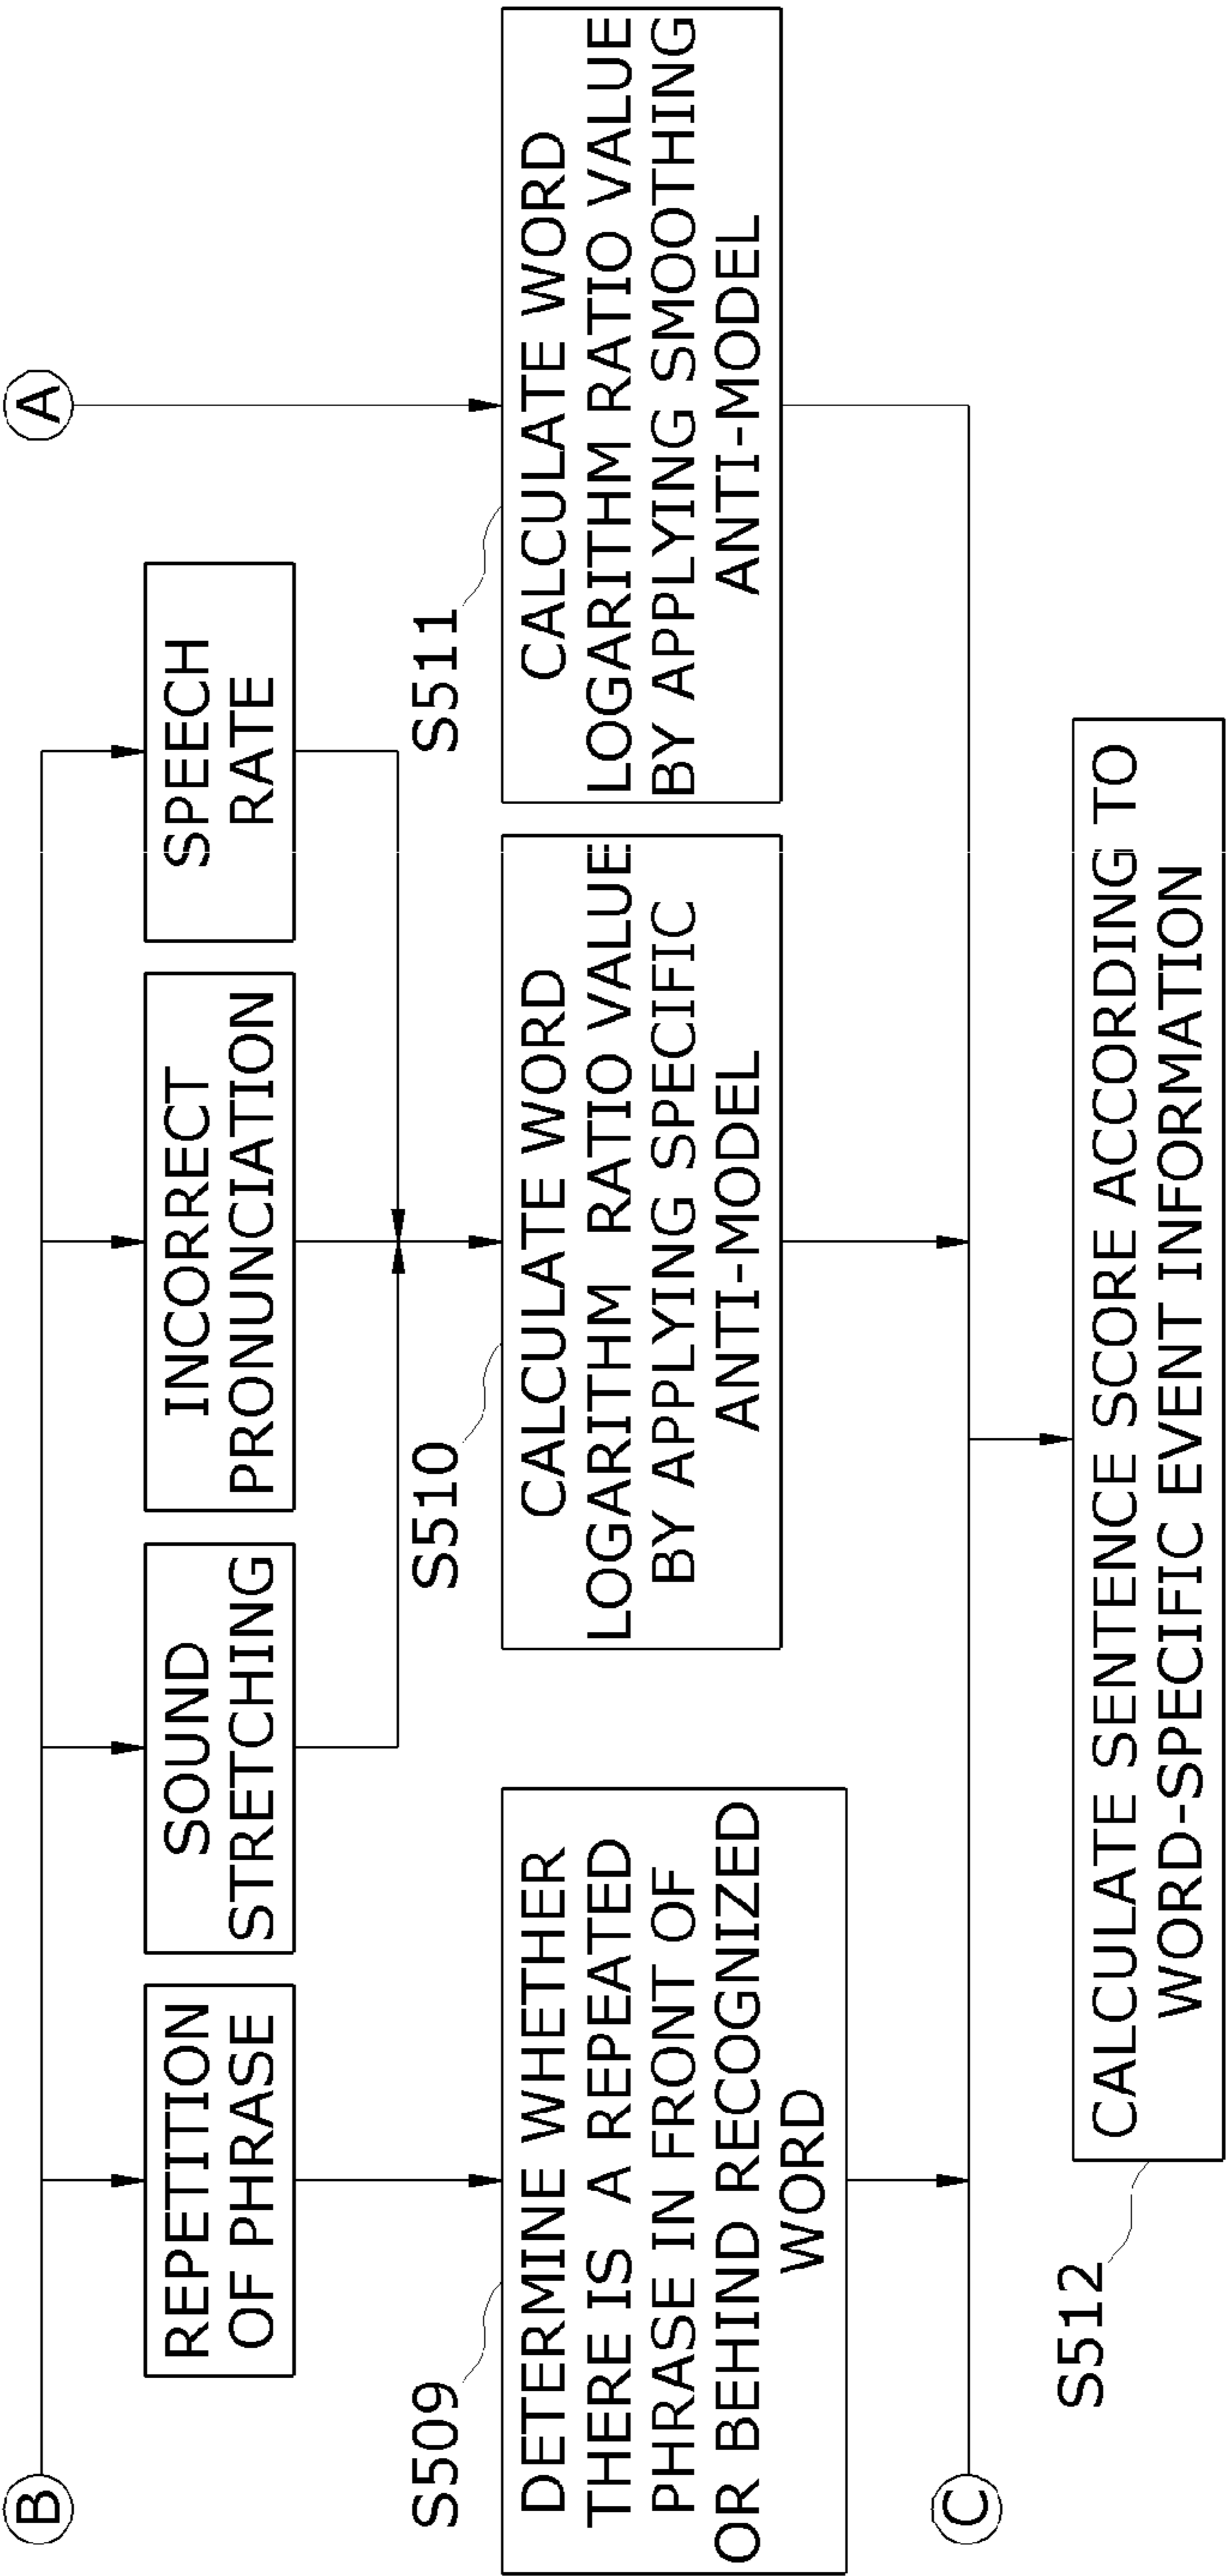 B
A
REPETITION
OF PHRASE
SOUND
STRETCHING
INCORRECT
PRONUNCIATION
SPEECH
RATE
S509
DETERMINE WHETHER
THERE IS A REPEATED
PHRASE IN FRONT OF
OR BEHIND RECOGNIZED
WORD
S510
CALCULATE WORD
LOGARITHM RATIO VALUE
BY APPLYING SPECIFIC
ANTI-MODEL
S511
CALCULATE WORD
LOGARITHM RATIO VALUE
BY APPLYING SMOOTHING
ANTI-MODEL
C
S512
CALCULATE SENTENCE SCORE ACCORDING TO
WORD-SPECIFIC EVENT INFORMATION